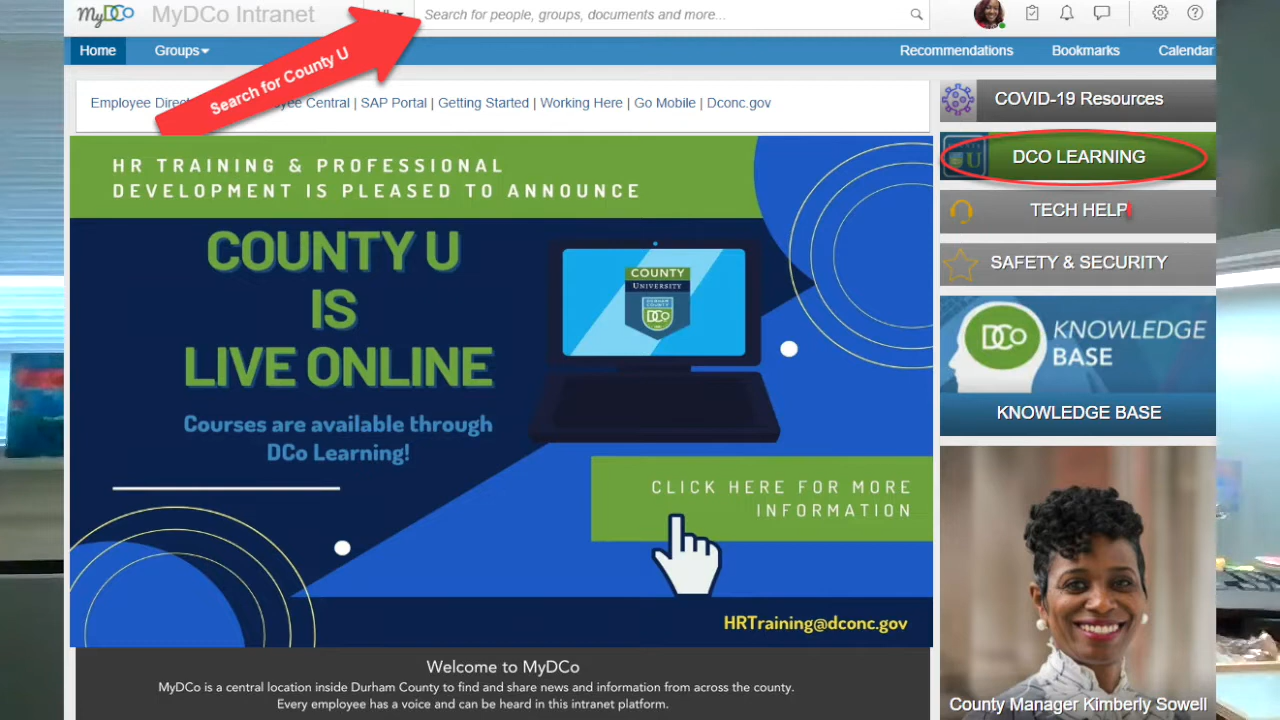 MyDCo MyDCo Intranet
Search for people, groups, documents and more...
Search for County U
Home Groups Recommendations Bookmarks Calendar
Employee Central | SAP Portal | Getting Started | Working Here | Go Mobile | Dconc.gov
HR TRAINING & PROFESSIONAL
DEVELOPMENT IS PLEASED TO ANNOUNCE
COUNTY U
IS
LIVE ONLINE
Courses are available through
DCo Learning!
COUNTY
UNIVERSITY
DURHAM COUNTY
DCo
CLICK HERE FOR MORE
INFORMATION
HRTraining@dconc.gov
Welcome to MyDCo
MyDCo is a central location inside Durham County to find and share news and information from across the county.
Every employee has a voice and can be heard in this intranet platform.
COVID-19 Resources
U
DCO LEARNING
TECH HELP
SAFETY & SECURITY
DCo KNOWLEDGE
BASE
KNOWLEDGE BASE
County Manager Kimberly Sowell